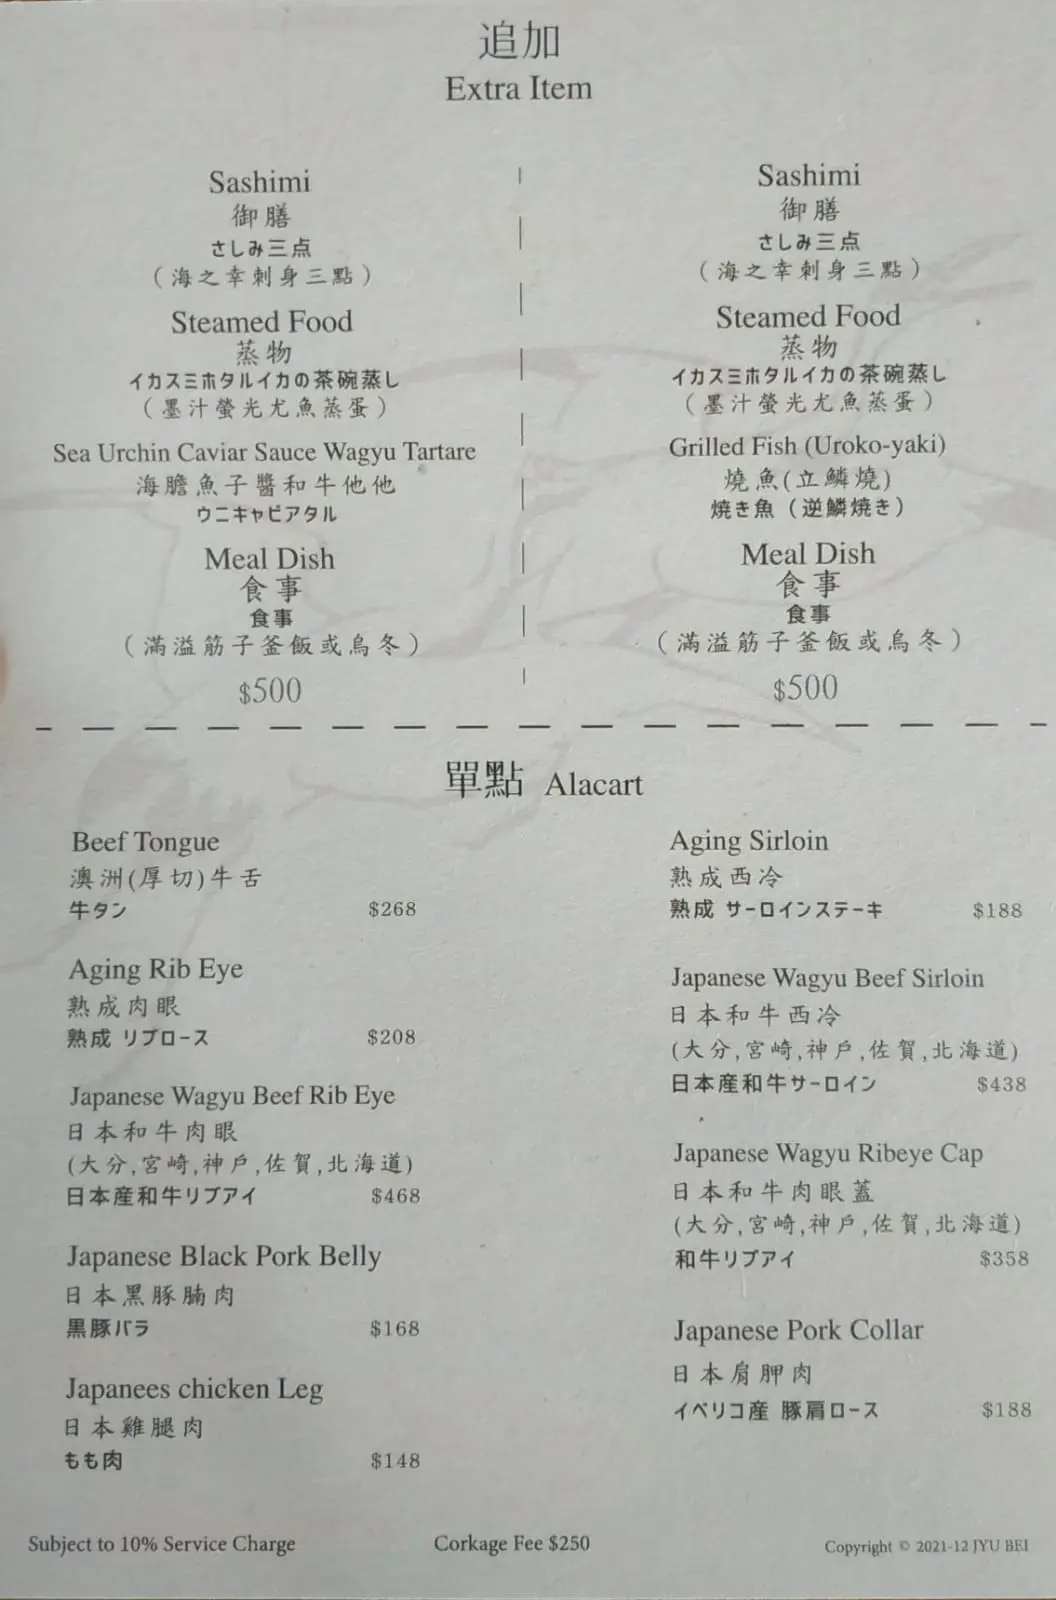 追加
Extra Item
Sashimi
御膳
さしみ三点
(海之幸刺身三點)
Steamed Food
蒸物
イカスミホタルイカの茶碗蒸し
(墨汁螢光尤魚蒸蛋)
Sea Urchin Caviar Sauce Wagyu Tartare
海膽魚子醬和牛他他
ウニキャビアタル
Meal Dish
食事
食事
(滿溢筋子釜飯或烏冬)
$500
Sashimi
御膳
さしみ三点
(海之幸刺身三點)
Steamed Food
蒸物
イカスミホタルイカの茶碗蒸し
(墨汁螢光尤魚蒸蛋)
Grilled Fish (Uroko-yaki)
燒魚(立鱗燒)
焼き魚(逆鱗焼き)
Meal Dish
食事
食事
(滿溢筋子釜飯或烏冬)
$500
單點 Alacart
Beef Tongue
澳洲(厚切)牛舌
牛タン $268
Aging Rib Eye
熟成肉眼
熟成 リブロース $208
Japanese Wagyu Beef Rib Eye
日本和牛肉眼
(大分,宮崎,神戶,佐賀,北海道)
日本産和牛リブアイ $468
Japanese Black Pork Belly
日本黑豚腩肉
黒豚バラ $168
Japanees chicken Leg
日本雞腿肉
もも肉 $148
Aging Sirloin
熟成西冷
熟成 サーロインステーキ $188
Japanese Wagyu Beef Sirloin
日本和牛西冷
(大分,宮崎,神戶,佐賀,北海道)
日本産和牛サーロイン $438
Japanese Wagyu Ribeye Cap
日本和牛肉眼蓋
(大分,宮崎,神戶,佐賀,北海道)
和牛リブアイ $358
Japanese Pork Collar
日本肩胛肉
イベリコ産 豚肩ロース $188
Subject to 10% Service Charge
Corkage Fee $250
Copyright © 2021-12 JYU BEI